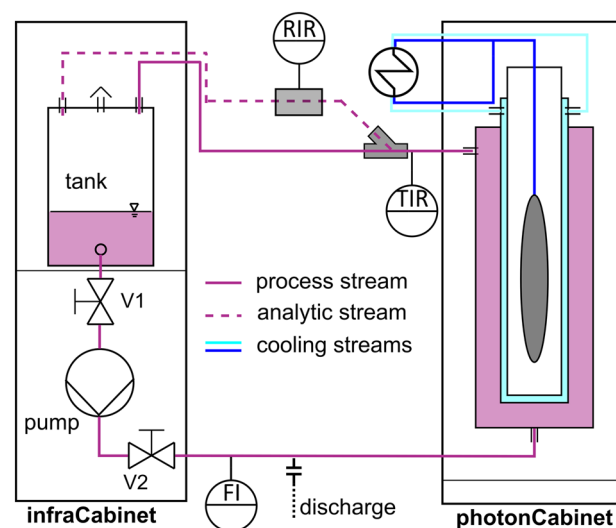 RIR
tank
TIR
process stream
V1
analytic stream
cooling streams
pump
V2
FI
discharge
infraCabinet
photonCabinet